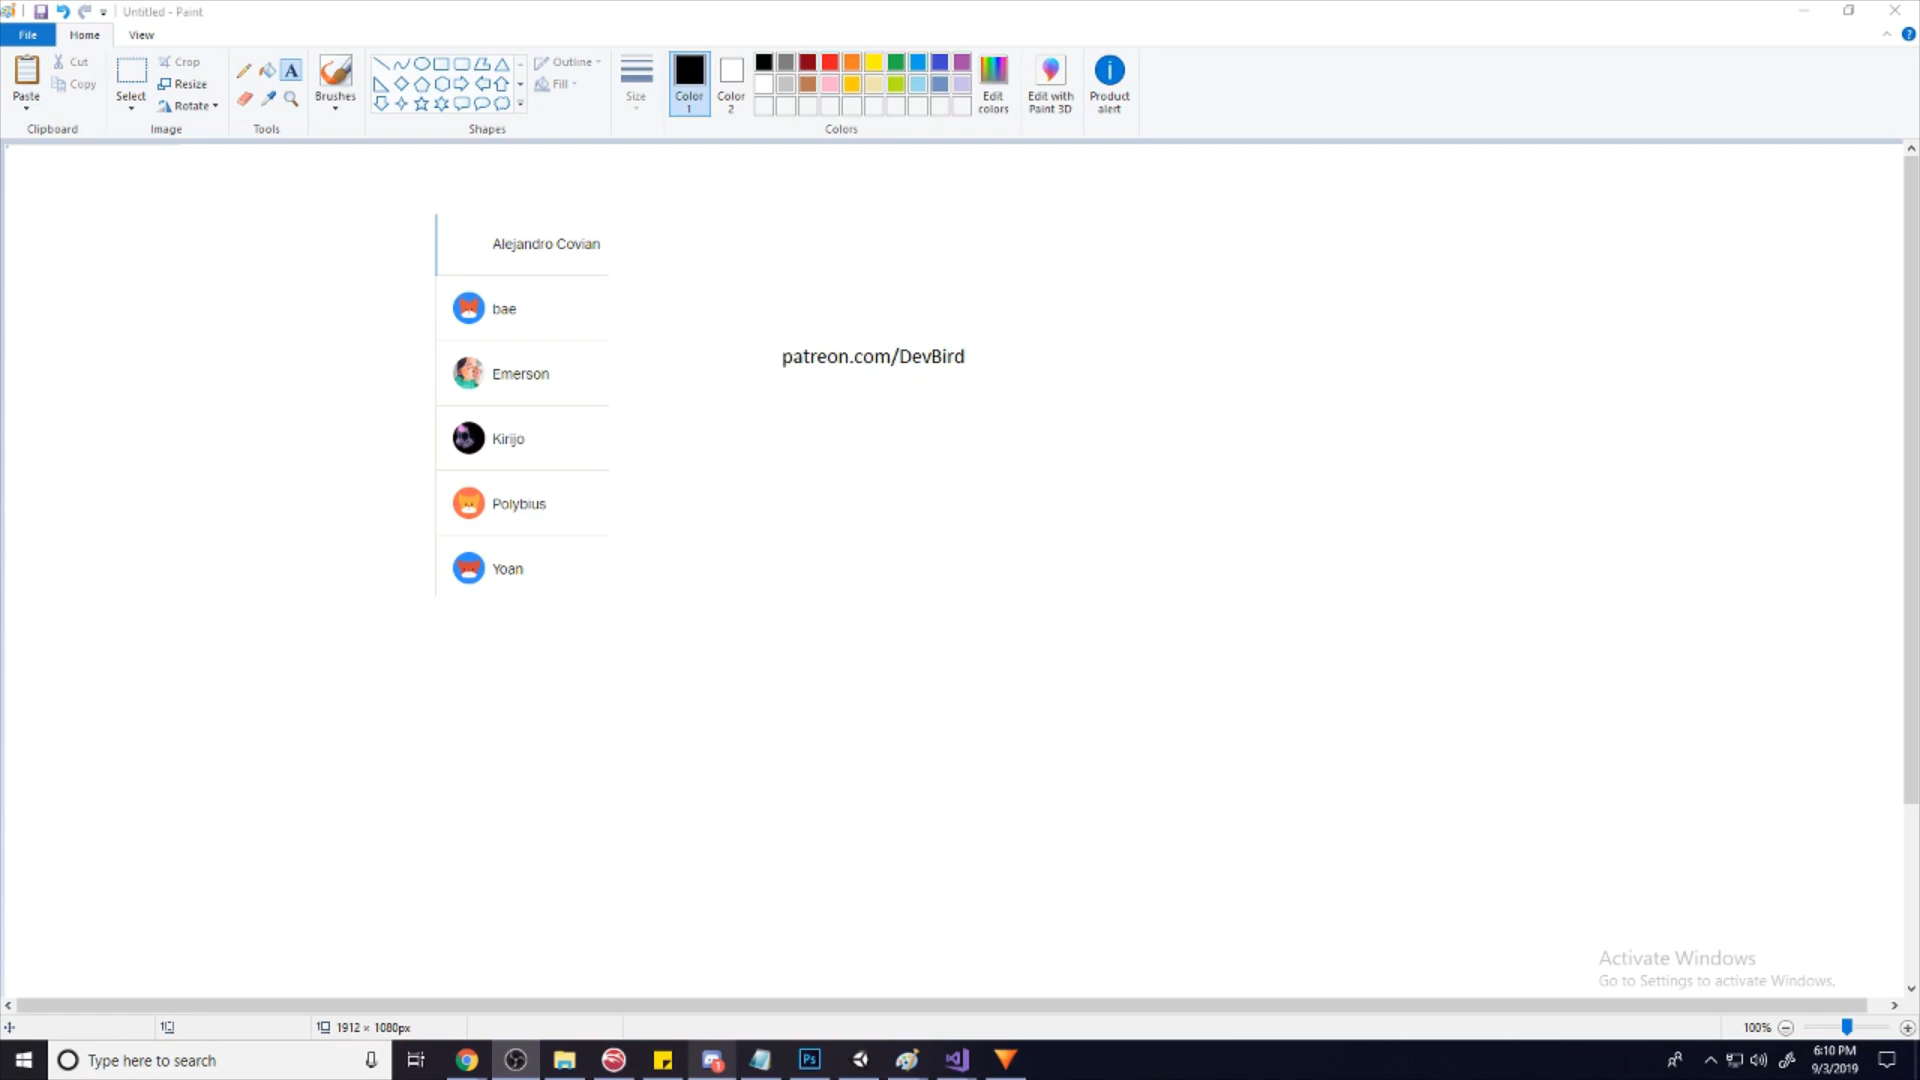 Untitled - Paint
File Home View
Paste
Cut
Copy
Clipboard
Select
Crop
Resize
Rotate
Image
A
Tools
Brushes
Shapes
Outline
Fill
Size
Color 1
Color 2
Edit colors
Colors
Edit with Paint 3D
Product alert
Alejandro Covian
bae
Emerson
Kirijo
Polybius
Yoan
patreon.com/DevBird
Activate Windows
Go to Settings to activate Windows.
1912 × 1080px
100%
Type here to search
Ps
6:10 PM
9/3/2019